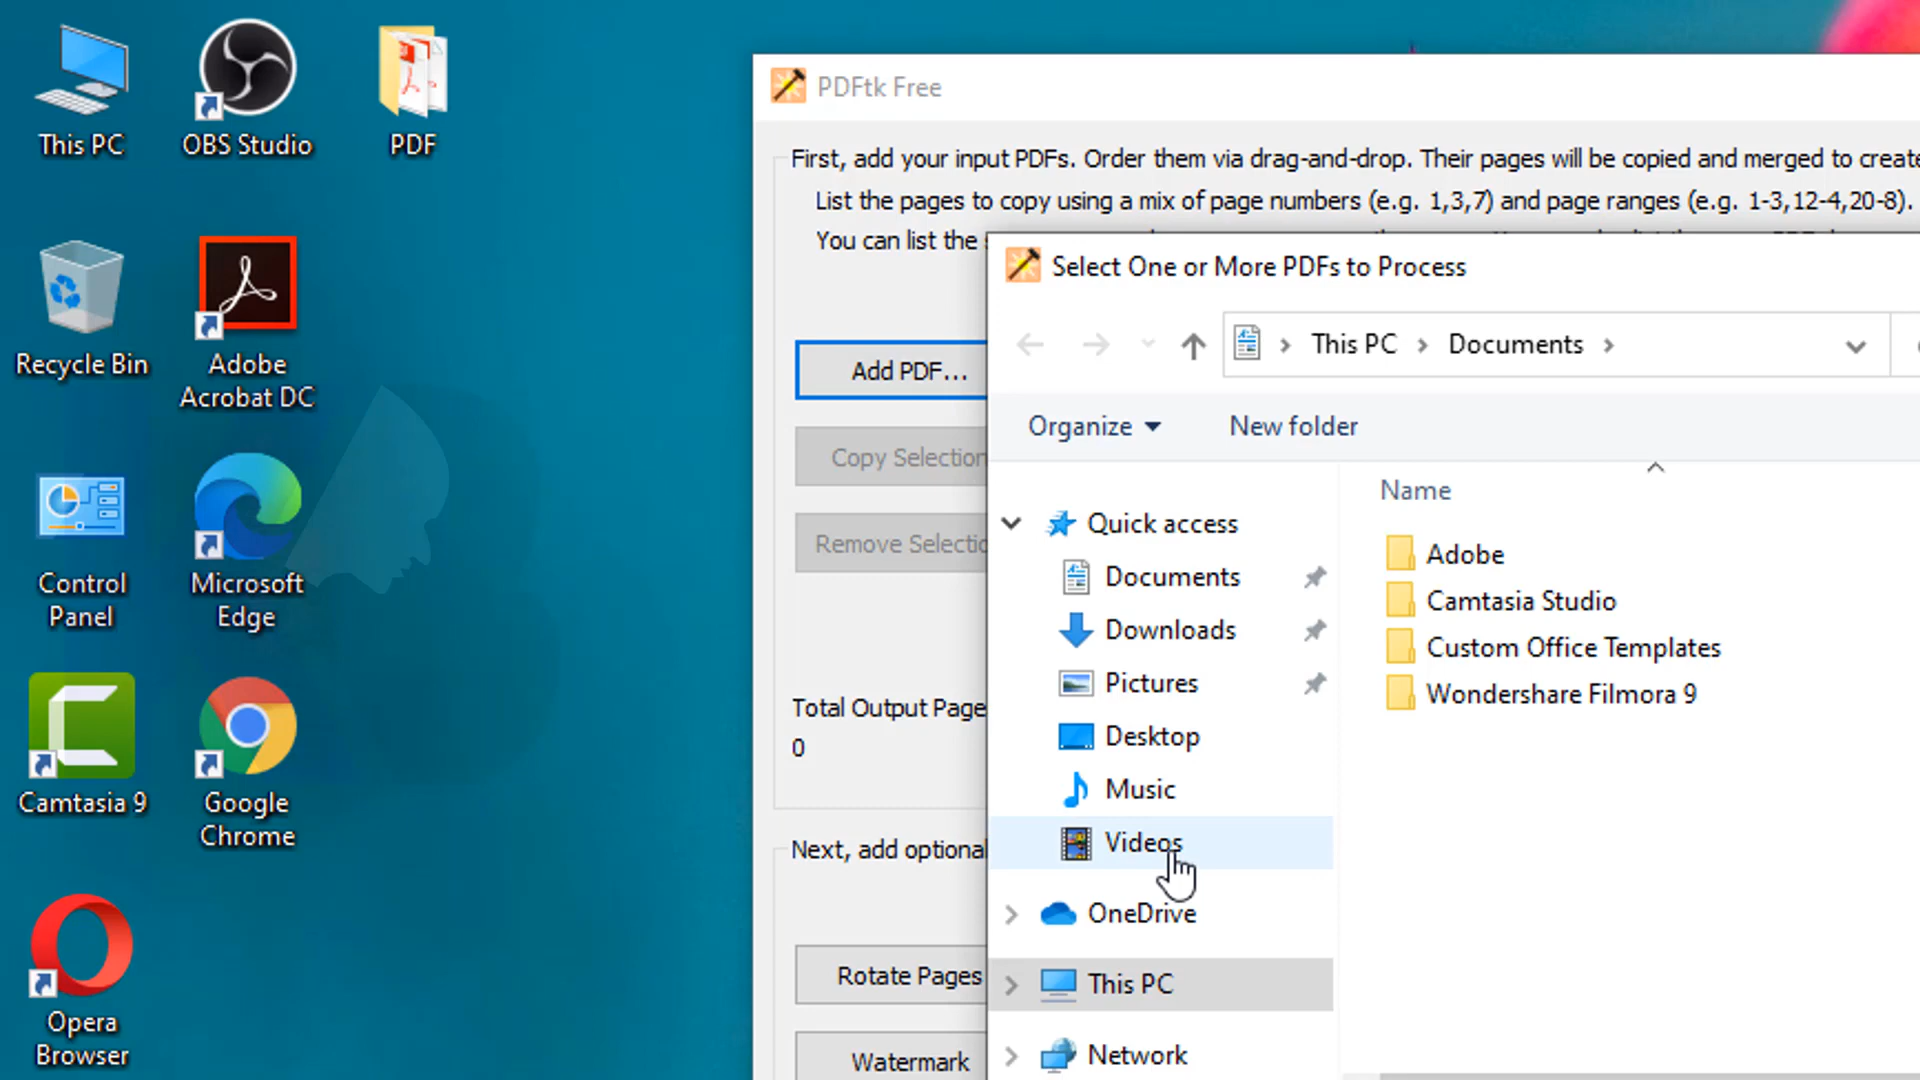 This PC
OBS Studio
PDF
Recycle Bin
Adobe
Acrobat DC
Control
Panel
Microsoft
Edge
Camtasia 9
Google
Chrome
Opera
Browser
PDFtk Free
First, add your input PDFs. Order them via drag-and-drop. Their pages will be copied and merged to create
List the pages to copy using a mix of page numbers (e.g. 1,3,7) and page ranges (e.g. 1-3,12-4,20-8).
You can list the
Add PDF...
Copy Selection
Remove Selectio
Total Output Page
0
Next, add optional
Rotate Pages
Watermark
Select One or More PDFs to Process
This PC
Documents
Organize
New folder
Quick access
Documents
Downloads
Pictures
Desktop
Music
Videos
OneDrive
This PC
Network
Name
Adobe
Camtasia Studio
Custom Office Templates
Wondershare Filmora 9